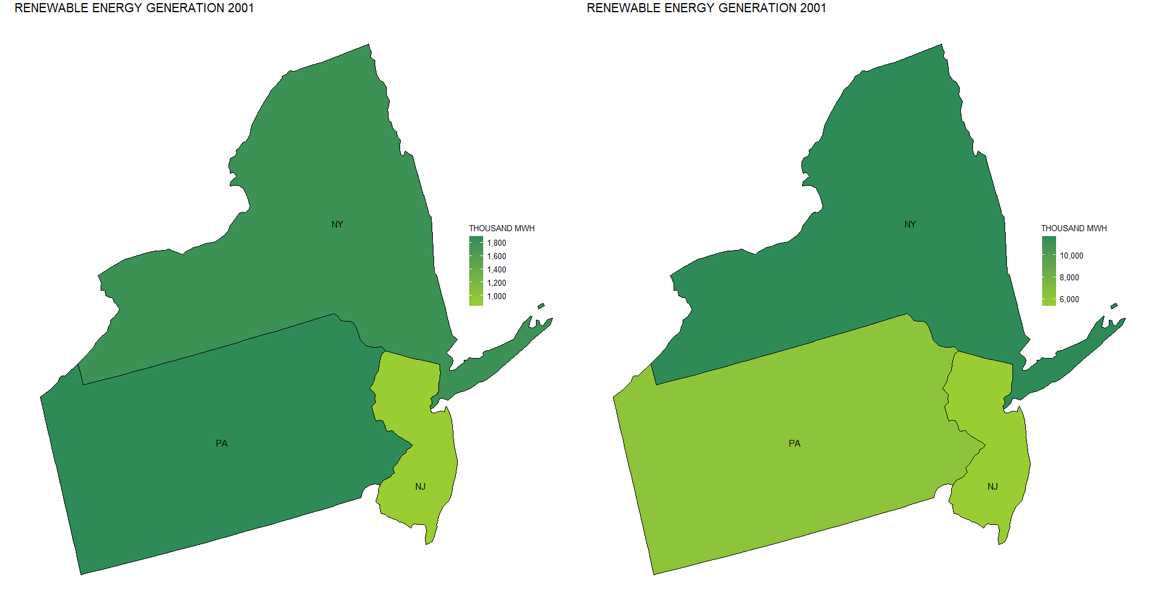 RENEWABLE ENERGY GENERATION 2001
NY
THOUSAND MWH
1,800
1,600
1,400
1,200
1,000
PA
NJ
RENEWABLE ENERGY GENERATION 2001
NY
THOUSAND MWH
10,000
8,000
6,000
PA
NJ